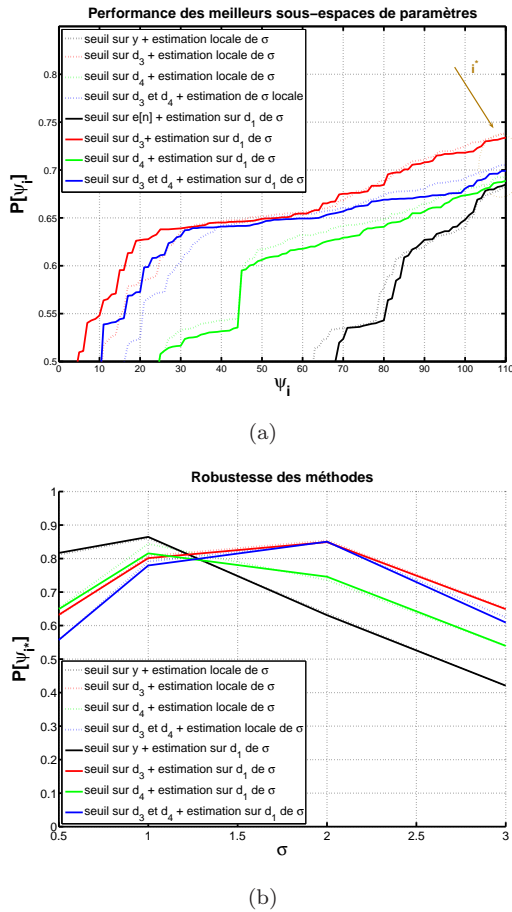 Performance des meilleurs sous−espaces de paramètres
seuil sur y + estimation locale de σ
seuil sur d3 + estimation locale de σ
seuil sur d4 + estimation locale de σ
seuil sur d3 et d4 + estimation de σ locale
seuil sur e[n] + estimation sur d1 de σ
seuil sur d3+ estimation sur d1 de σ
seuil sur d4 + estimation sur d1 de σ
seuil sur d3 et d4 + estimation sur d1 de σ
i*
P[ψi]
0.8
0.75
0.7
0.65
0.6
0.55
0.5
0 10 20 30 40 50 60 70 80 90 100 110
ψi
(a)
Robustesse des méthodes
P[ψi*]
1
0.9
0.8
0.7
0.6
0.5
0.4
0.3
0.2
0.1
0
seuil sur y + estimation locale de σ
seuil sur d3 + estimation locale de σ
seuil sur d4 + estimation locale de σ
seuil sur d3 et d4 + estimation locale de σ
seuil sur y + estimation sur d1 de σ
seuil sur d3 + estimation sur d1 de σ
seuil sur d4 + estimation sur d1 de σ
seuil sur d3 et d4 + estimation sur d1 de σ
0.5 1 1.5 2 2.5 3
σ
(b)